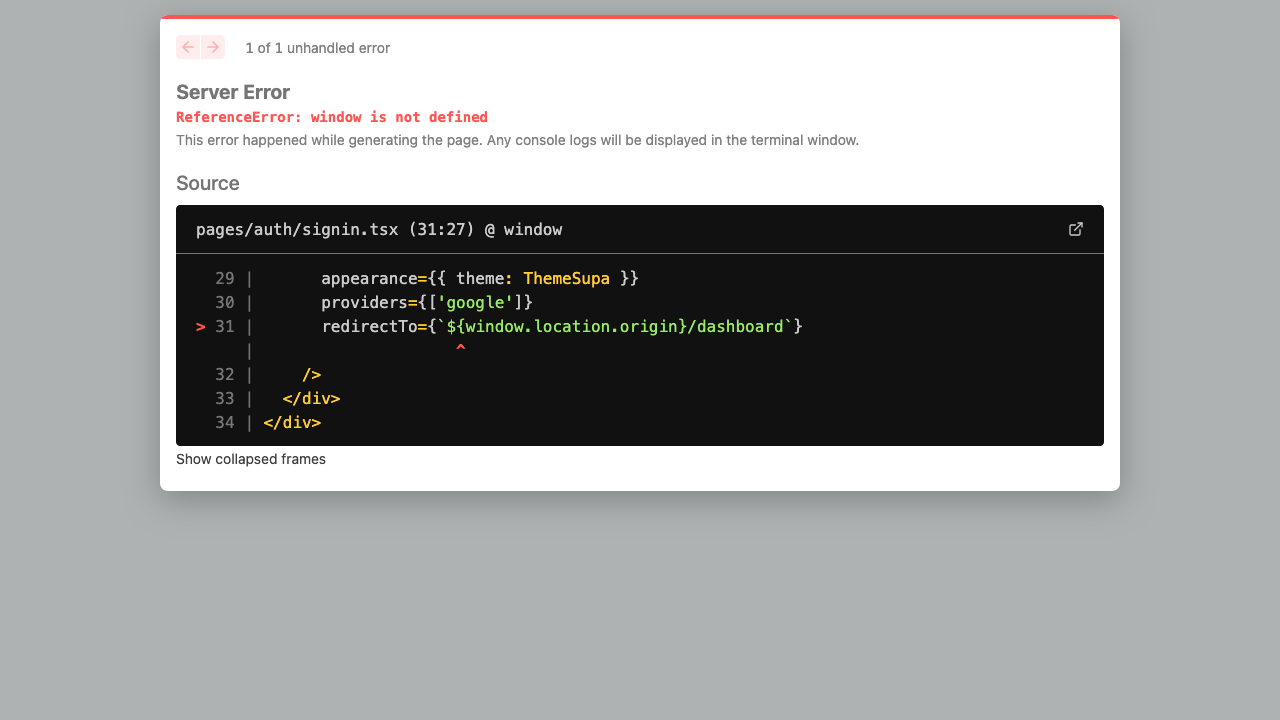 1 of 1 unhandled error
Server Error
ReferenceError: window is not defined
This error happened while generating the page. Any console logs will be displayed in the terminal window.
Source
pages/auth/signin.tsx (31:27) @ window
29 |       appearance={{ theme: ThemeSupa }}
30 |       providers={['google']}
> 31 |       redirectTo={`${window.location.origin}/dashboard`}
|                     ^
32 |     />
33 |   </div>
34 | </div>
Show collapsed frames